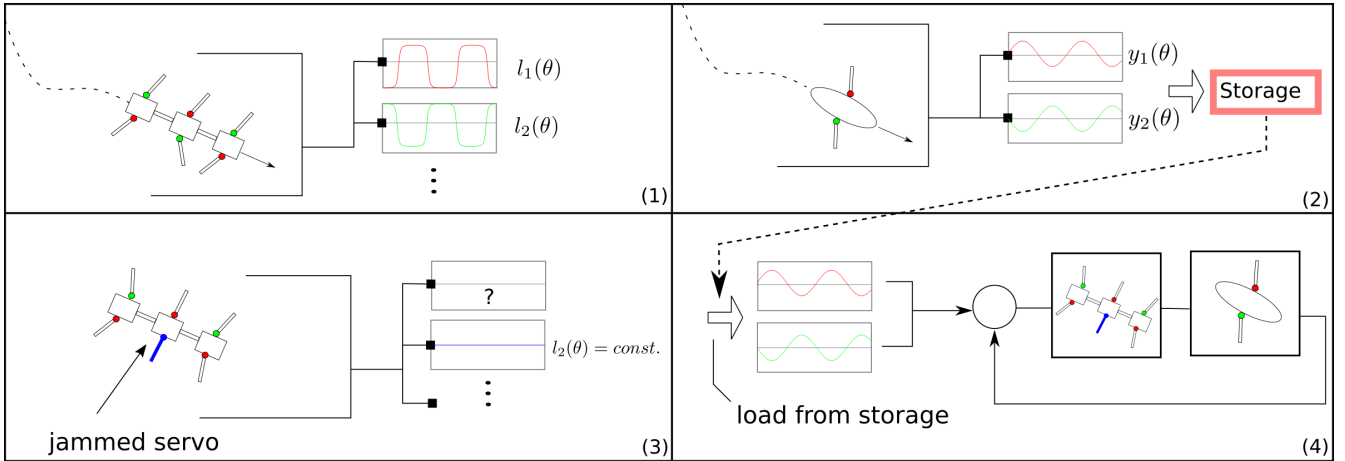 l₁(θ)
l₂(θ)
(1)
y₁(θ)
y₂(θ)
Storage
(2)
?
l₂(θ) = const.
jammed servo
(3)
load from storage
(4)